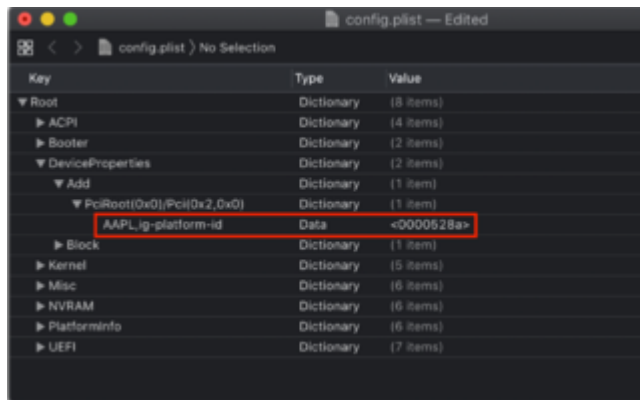 config.plist — Edited
config.plist 〉 No Selection
Key Type Value
Root Dictionary (8 items)
ACPI Dictionary (4 items)
Booter Dictionary (2 items)
DeviceProperties Dictionary (2 items)
Add Dictionary (1 item)
PciRoot(0x0)/Pci(0x2,0x0) Dictionary (1 item)
AAPL,ig-platform-id Data <0000528a>
Block Dictionary (1 item)
Kernel Dictionary (5 items)
Misc Dictionary (6 items)
NVRAM Dictionary (6 items)
PlatformInfo Dictionary (6 items)
UEFI Dictionary (7 items)